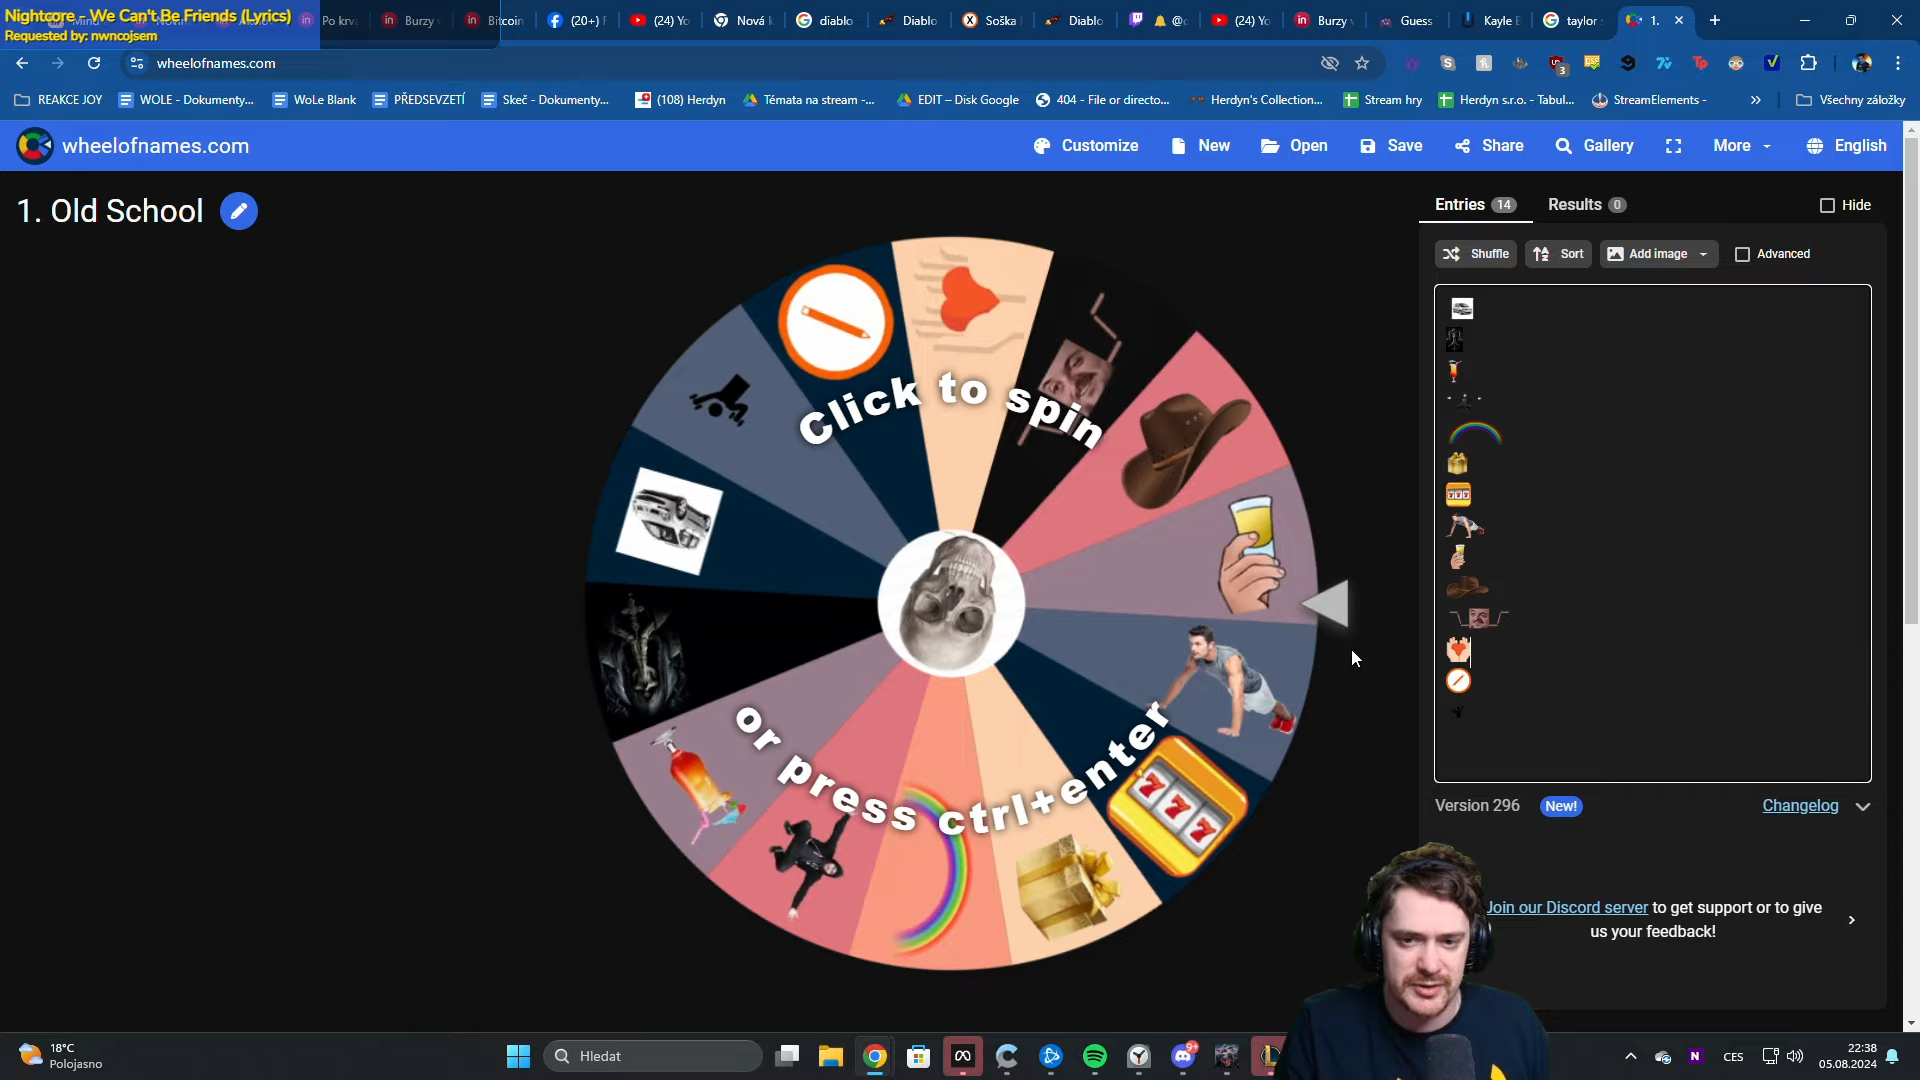 Nightcore - We Can't Be Friends (Lyrics)
Requested by: nwncojsem
Po krva
Burzy v
Bitcoin
(20+) F
(24) Yo
Nová k
diablo
Diablo
Soška
Diablo
(24) Yo
Burzy v
Guess
Kayle B
taylor s
1.
wheelofnames.com
REAKCE JOY
WOLE - Dokumenty...
WoLe Blank
PŘEDSEVZETÍ
Skeč - Dokumenty...
(108) Herdyn
Témata na stream -...
EDIT – Disk Google
404 - File or directo...
Herdyn's Collection...
Stream hry
Herdyn s.r.o. - Tabul...
StreamElements -
»
Všechny záložky
wheelofnames.com
Customize
New
Open
Save
Share
Gallery
More
English
1. Old School
Entries 14
Results 0
Hide
Shuffle
Sort
Add image
Advanced
Click to spin
or press ctrl+enter
777
Version 296
New!
Changelog
Join our Discord server to get support or to give
us your feedback!
18°C
Polojasno
Hledat
9+
CES
22:38
05.08.2024